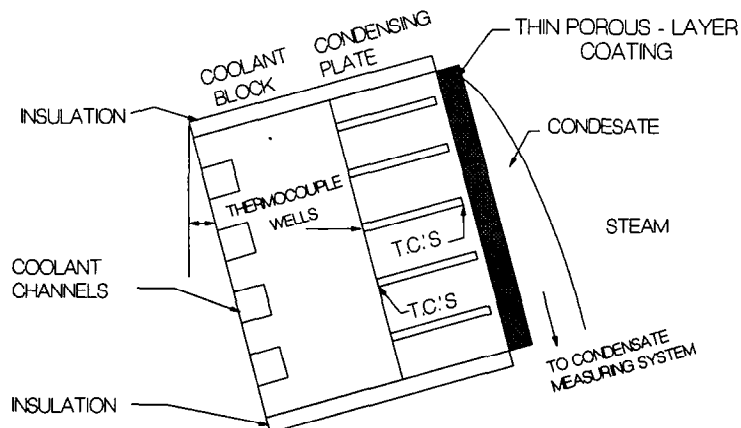 THIN POROUS - LAYER
COATING
COOLANT
BLOCK
CONDENSING
PLATE
INSULATION
CONDESATE
THERMOCOUPLE
WELLS
T.C.'S
STEAM
COOLANT
CHANNELS
T.C.'S
TO CONDENSATE
MEASURING SYSTEM
INSULATION